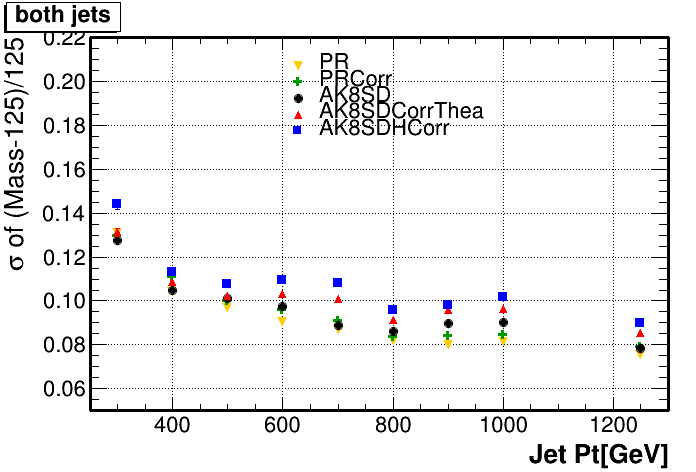 both jets
σ of (Mass-125)/125
0.22
0.20
0.18
0.16
0.14
0.12
0.10
0.08
0.06
PR
PRCorr
AK8SD
AK8SDCorrThea
AK8SDHCorr
400 600 800 1000 1200
Jet Pt[GeV]